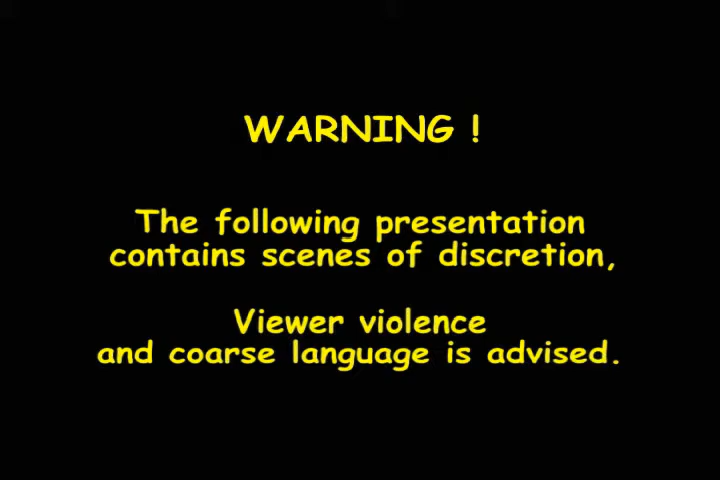 WARNING !
The following presentation
contains scenes of discretion,
Viewer violence
and coarse language is advised.